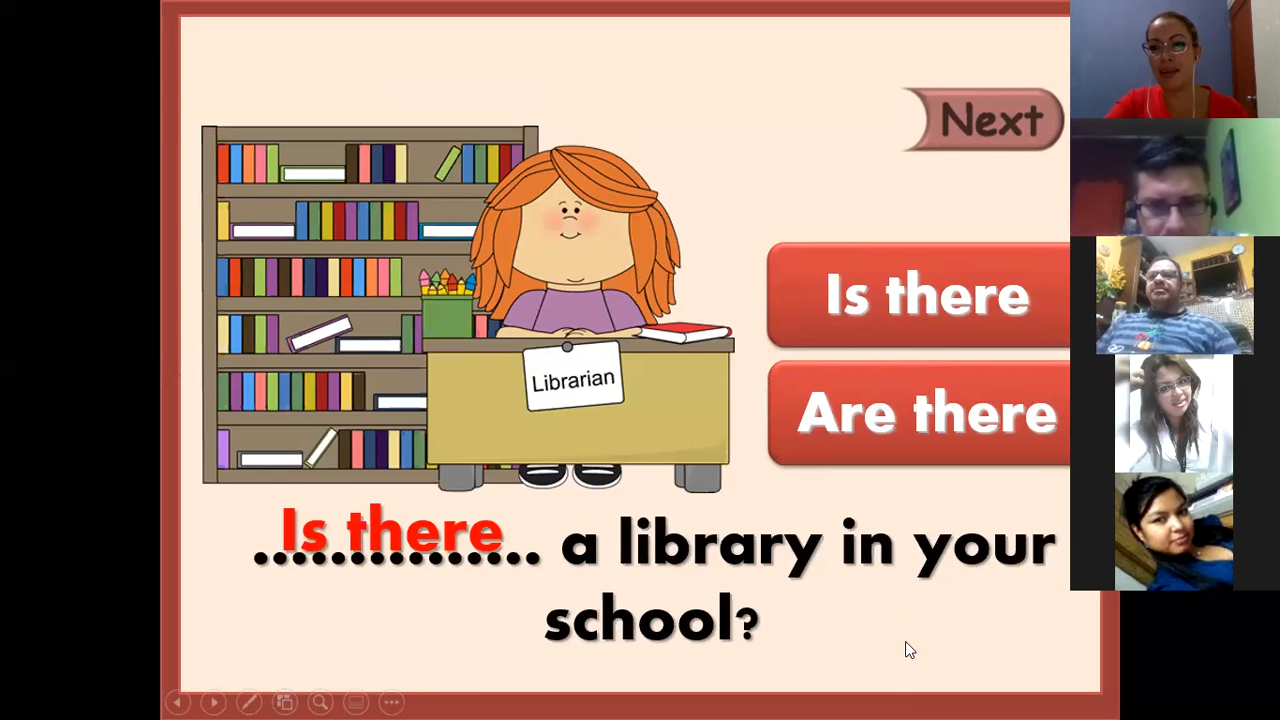 Next
Is there
Are there
Librarian
Is there
............... a library in your
school?